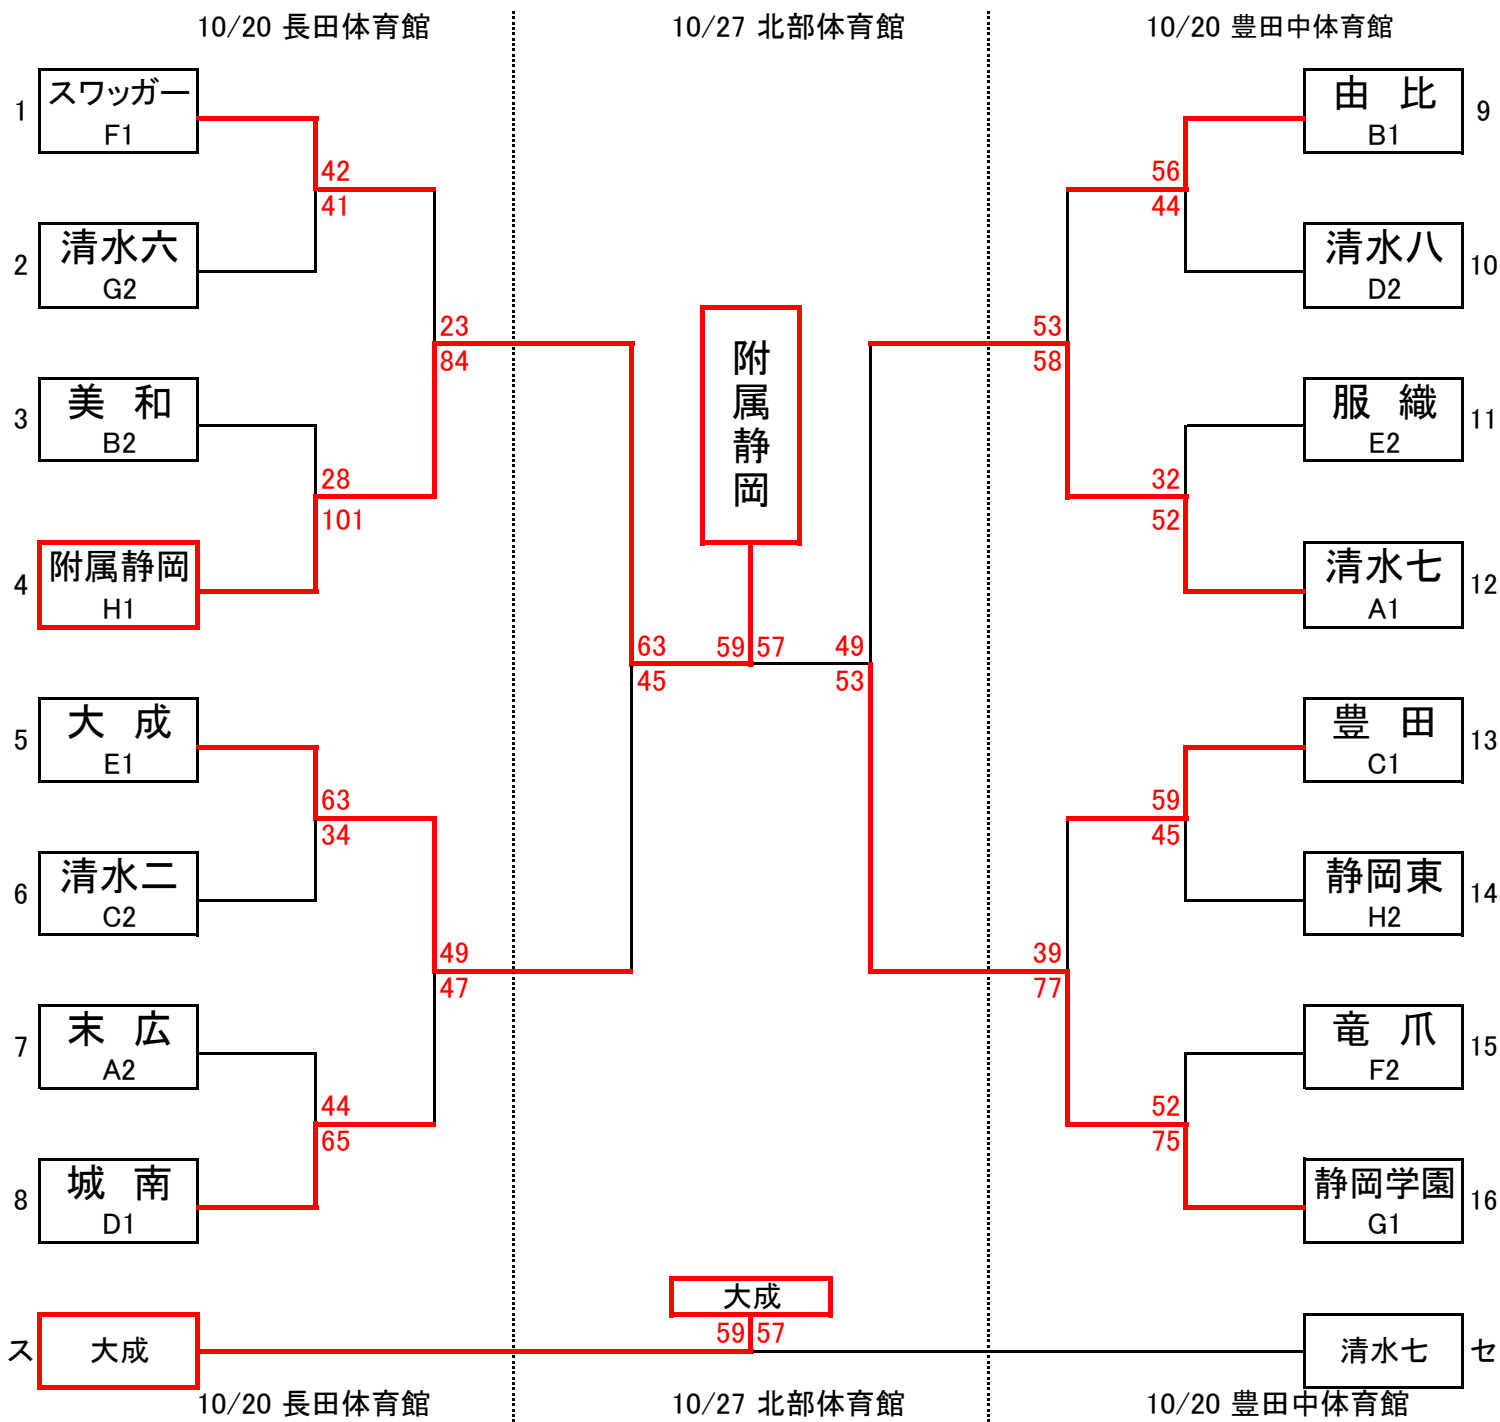 10/20 長田体育館
10/27 北部体育館
10/20 豊田中体育館
1
スワッガー
F1
2
清水六
G2
3
美 和
B2
4
附属静岡
H1
5
大 成
E1
6
清水二
C2
7
末 広
A2
8
城 南
D1
42
41
28
101
63
34
44
65
23
84
49
47
63
45
附属静岡
59 57
49
53
53
58
39
77
56
44
32
52
59
45
52
75
由 比
B1
9
清水八
D2
10
服 織
E2
11
清水七
A1
12
豊 田
C1
13
静岡東
H2
14
竜 爪
F2
15
静岡学園
G1
16
ス
大成
大成
59 57
清水七
セ
10/20 長田体育館
10/27 北部体育館
10/20 豊田中体育館